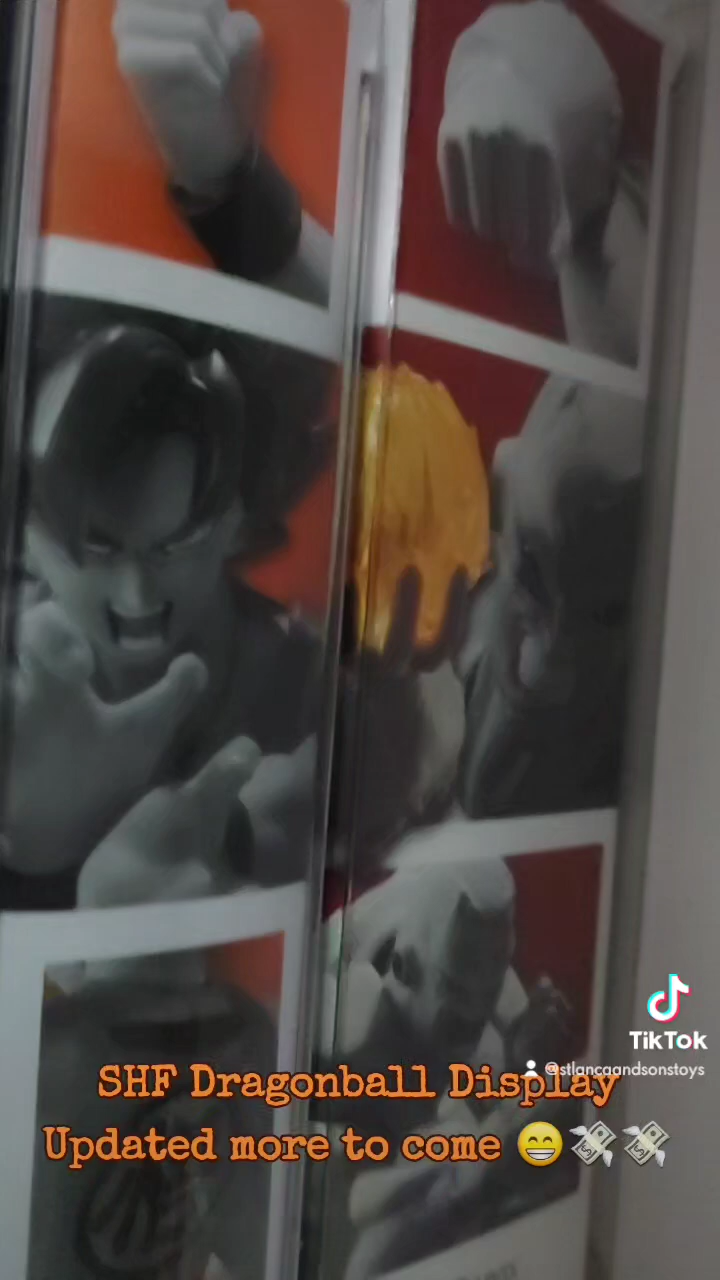 TikTok
@stlancaandsonstoys
SHF Dragonball Display
Updated more to come 😁💸💸